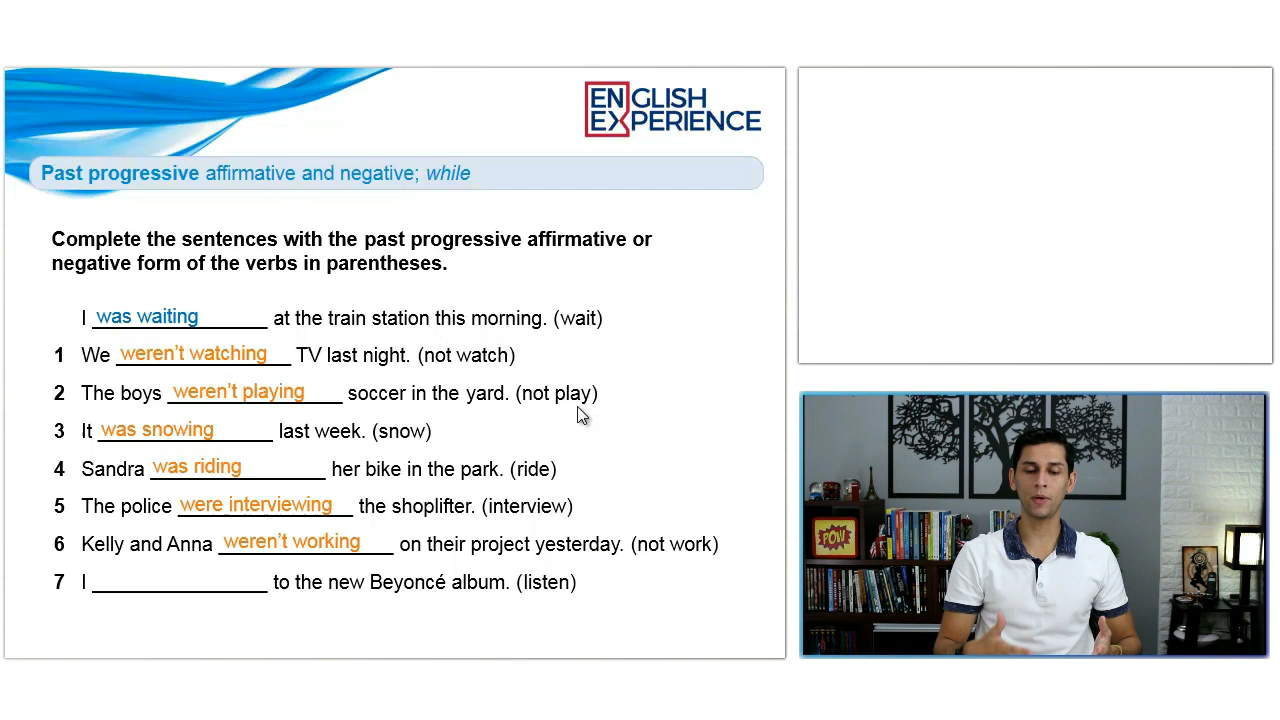 ENGLISH
EXPERIENCE
Past progressive affirmative and negative; while
Complete the sentences with the past progressive affirmative or
negative form of the verbs in parentheses.
I was waiting at the train station this morning. (wait)
1 We weren't watching TV last night. (not watch)
2 The boys weren't playing soccer in the yard. (not play)
3 It was snowing last week. (snow)
4 Sandra was riding her bike in the park. (ride)
5 The police were interviewing the shoplifter. (interview)
6 Kelly and Anna weren't working on their project yesterday. (not work)
7 I ________________ to the new Beyoncé album. (listen)
POW